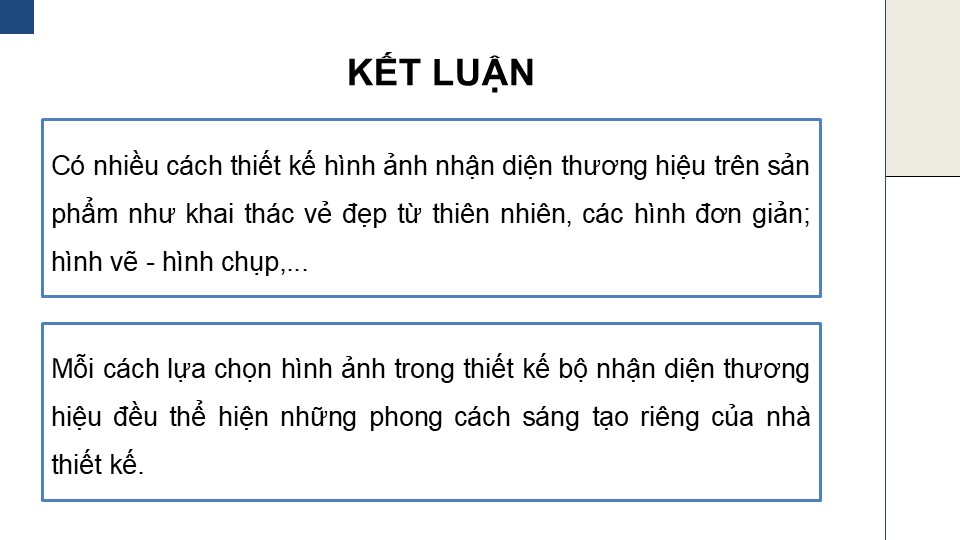 KẾT LUẬN
Có nhiều cách thiết kế hình ảnh nhận diện thương hiệu trên sản
phẩm như khai thác vẻ đẹp từ thiên nhiên, các hình đơn giản;
hình vẽ - hình chụp,...
Mỗi cách lựa chọn hình ảnh trong thiết kế bộ nhận diện thương
hiệu đều thể hiện những phong cách sáng tạo riêng của nhà
thiết kế.